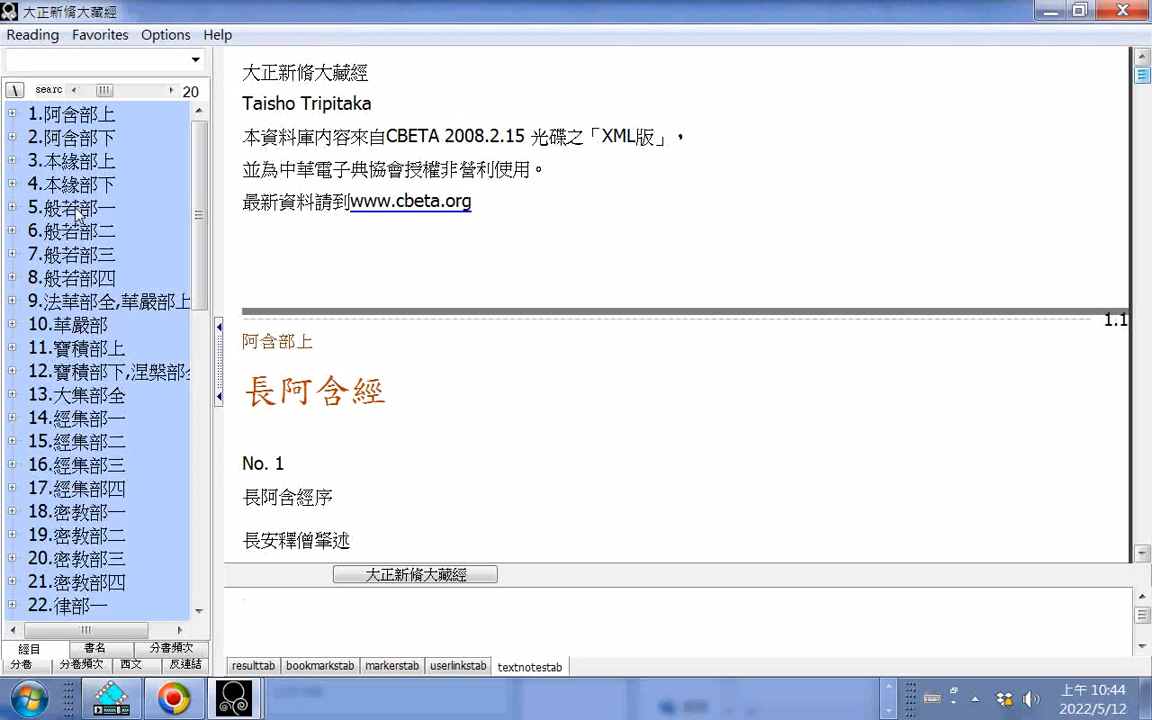 大正新脩大藏經
Reading Favorites Options Help
\ searc 20
1.阿含部上
2.阿含部下
3.本緣部上
4.本緣部下
5.般若部一
6.般若部二
7.般若部三
8.般若部四
9.法華部全,華嚴部上
10.華嚴部
11.寶積部上
12.寶積部下,涅槃部全
13.大集部全
14.經集部一
15.經集部二
16.經集部三
17.經集部四
18.密教部一
19.密教部二
20.密教部三
21.密教部四
22.律部一
經目 書名 分書頻次
分卷 分卷頻次 西文 反連結
大正新脩大藏經
Taisho Tripitaka
本資料庫内容來自CBETA 2008.2.15 光碟之「XML版」，
並為中華電子典協會授權非營利使用。
最新資料請到www.cbeta.org
1.1
阿含部上
長阿含經
No. 1
長阿含經序
長安釋僧肇述
大正新脩大藏經
resulttab bookmarkstab markerstab userlinkstab textnotestab
上午 10:44
2022/5/12